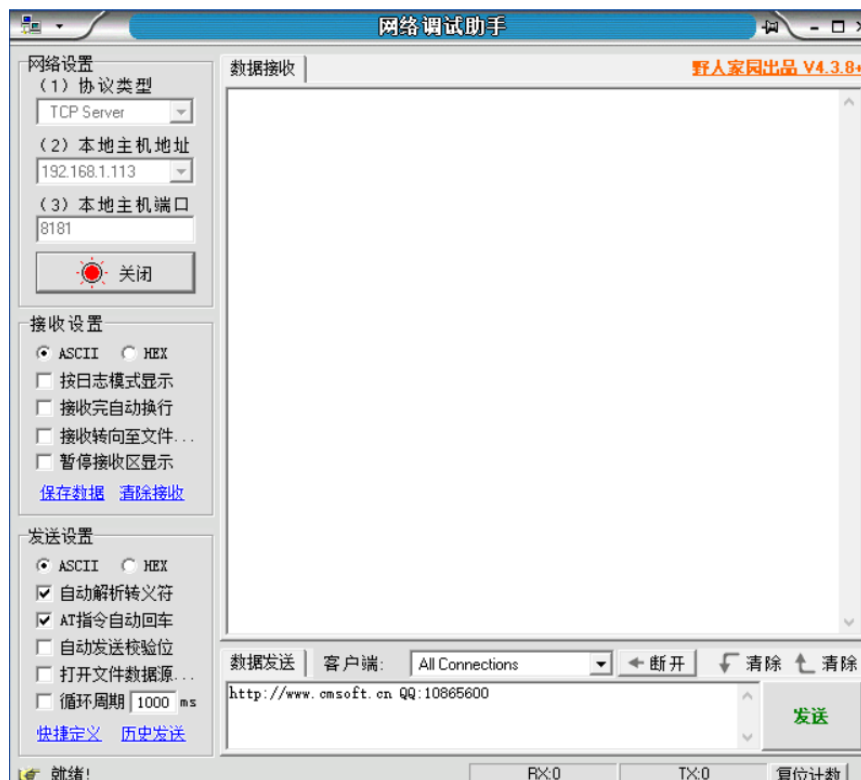 网络调试助手
网络设置
(1) 协议类型
TCP Server
(2) 本地主机地址
192.168.1.113
(3) 本地主机端口
8181
关闭
接收设置
ASCII HEX
按日志模式显示
接收完自动换行
接收转向至文件...
暂停接收区显示
保存数据 清除接收
发送设置
ASCII HEX
自动解析转义符
AT指令自动回车
自动发送校验位
打开文件数据源...
循环周期 1000 ms
快捷定义 历史发送
数据接收 野人家园出品 V4.3.8+
数据发送 客户端: All Connections 断开 清除 清除
http://www.cmsoft.cn QQ:10865600
发送
就绪! RX:0 TX:0 复位计数